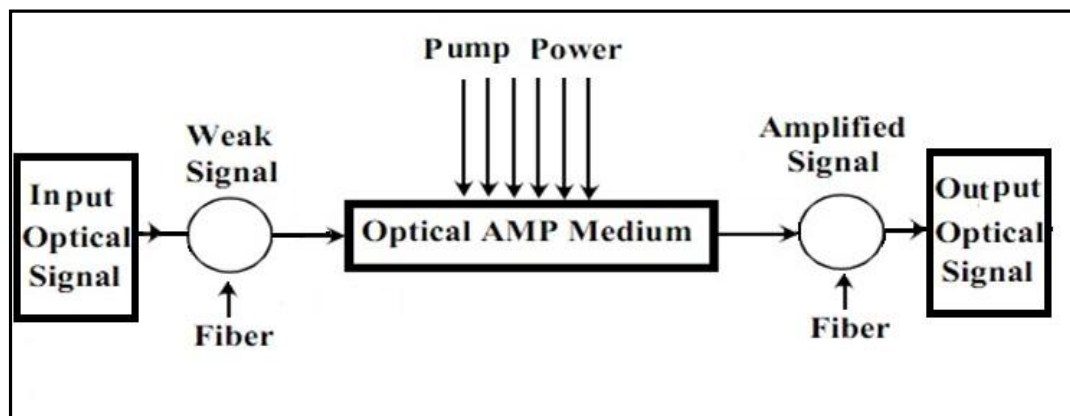 Pump Power
Weak
Signal
Amplified
Signal
Input
Optical
Signal
Optical AMP Medium
Output
Optical
Signal
Fiber
Fiber